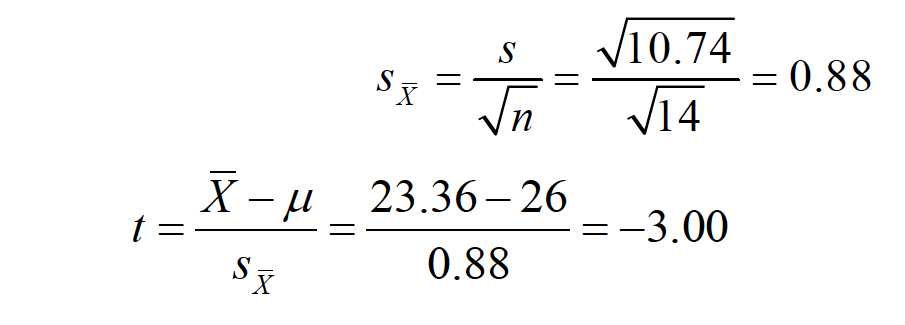 s_X̅ = s/√n = √10.74/√14 = 0.88
t = (X̅ − μ)/s_X̅ = (23.36 − 26)/0.88 = −3.00